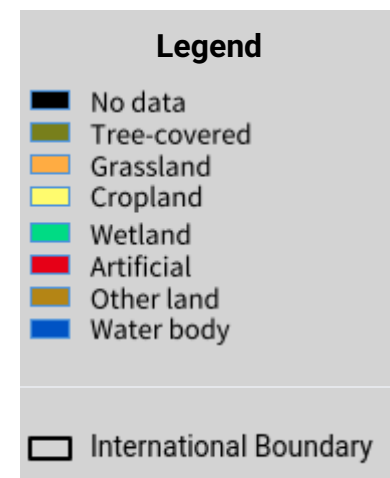 Legend
No data
Tree-covered
Grassland
Cropland
Wetland
Artificial
Other land
Water body
International Boundary